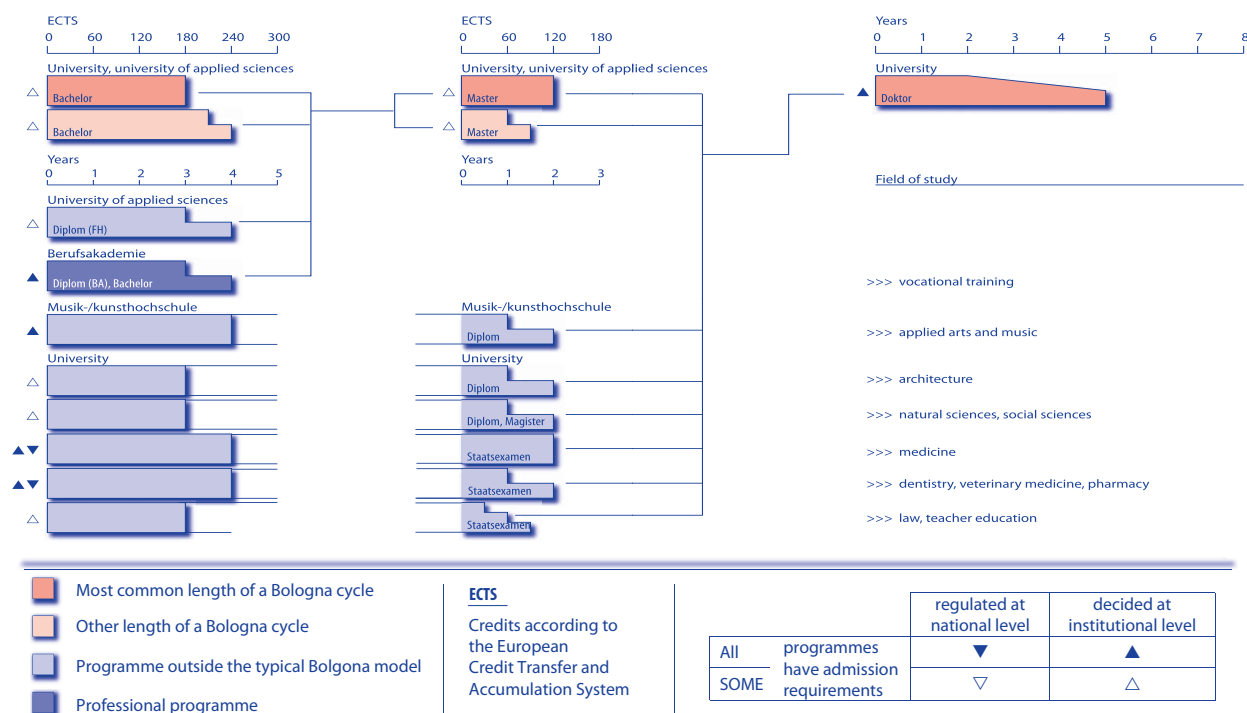 ECTS
0 60 120 180 240 300
University, university of applied sciences
Bachelor
Bachelor
Years
0 1 2 3 4 5
University of applied sciences
Diplom (FH)
Berufsakademie
Diplom (BA), Bachelor
Musik-/kunsthochschule
University
ECTS
0 60 120 180
University, university of applied sciences
Master
Master
Years
0 1 2 3
Musik-/kunsthochschule
Diplom
University
Diplom
Diplom, Magister
Staatsexamen
Staatsexamen
Staatsexamen
Years
0 1 2 3 4 5 6 7 8
University
Doktor
Field of study
>>> vocational training
>>> applied arts and music
>>> architecture
>>> natural sciences, social sciences
>>> medicine
>>> dentistry, veterinary medicine, pharmacy
>>> law, teacher education
Most common length of a Bologna cycle
Other length of a Bologna cycle
Programme outside the typical Bolgona model
Professional programme
ECTS
Credits according to
the European
Credit Transfer and
Accumulation System
regulated at
national level
decided at
institutional level
All
SOME
programmes
have admission
requirements